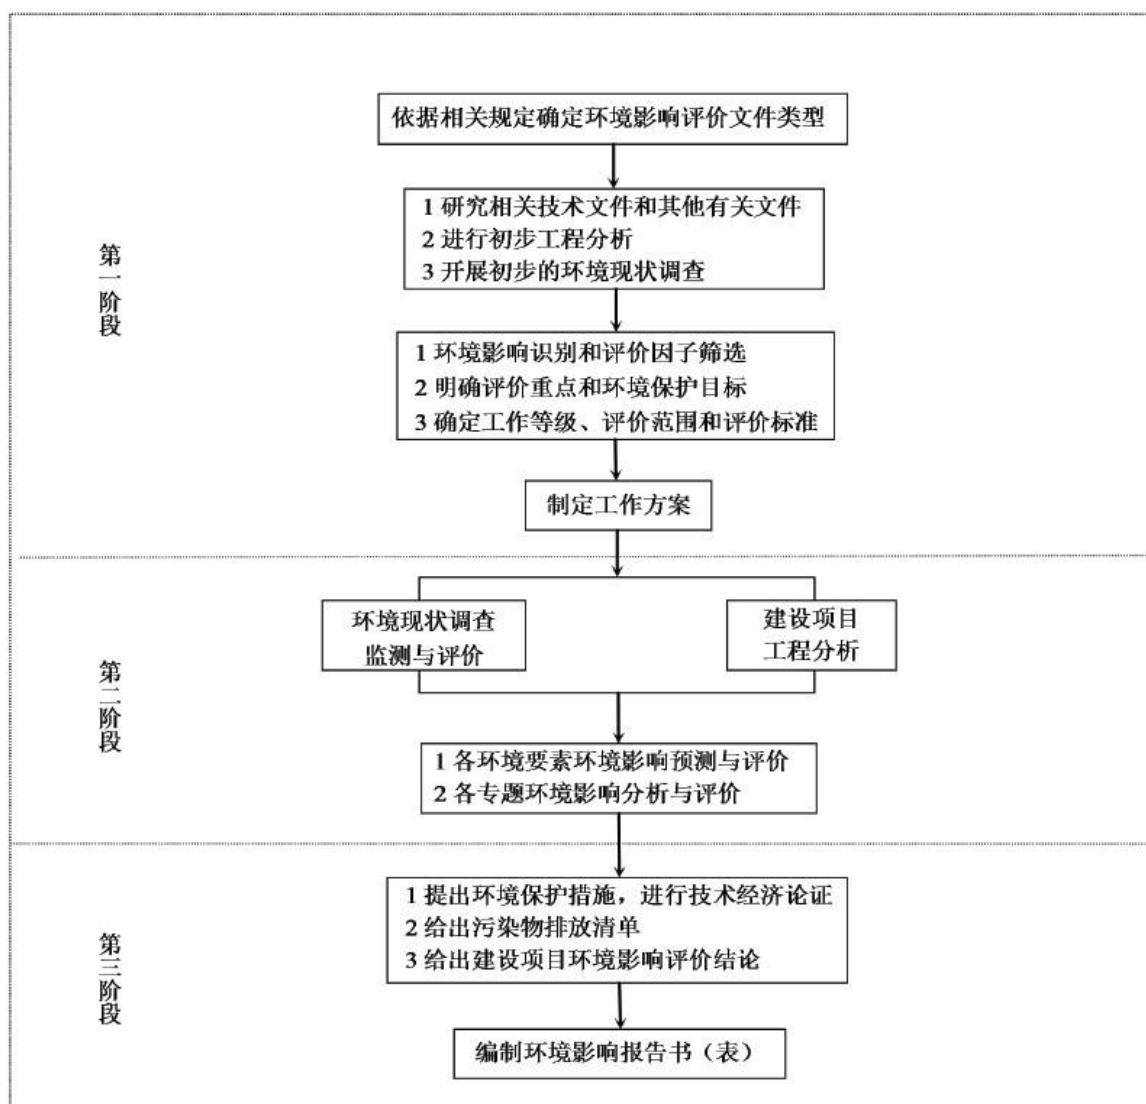 依据相关规定确定环境影响评价文件类型
1 研究相关技术文件和其他有关文件
2 进行初步工程分析
3 开展初步的环境现状调查
第一阶段
1 环境影响识别和评价因子筛选
2 明确评价重点和环境保护目标
3 确定工作等级、评价范围和评价标准
制定工作方案
环境现状调查
监测与评价
建设项目
工程分析
第二阶段
1 各环境要素环境影响预测与评价
2 各专题环境影响分析与评价
1 提出环境保护措施，进行技术经济论证
2 给出污染物排放清单
3 给出建设项目环境影响评价结论
第三阶段
编制环境影响报告书（表）